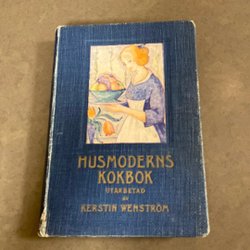 HUSMODERNS
KOKBOK
UTARBETAD
AV
KERSTIN WENSTRÖM